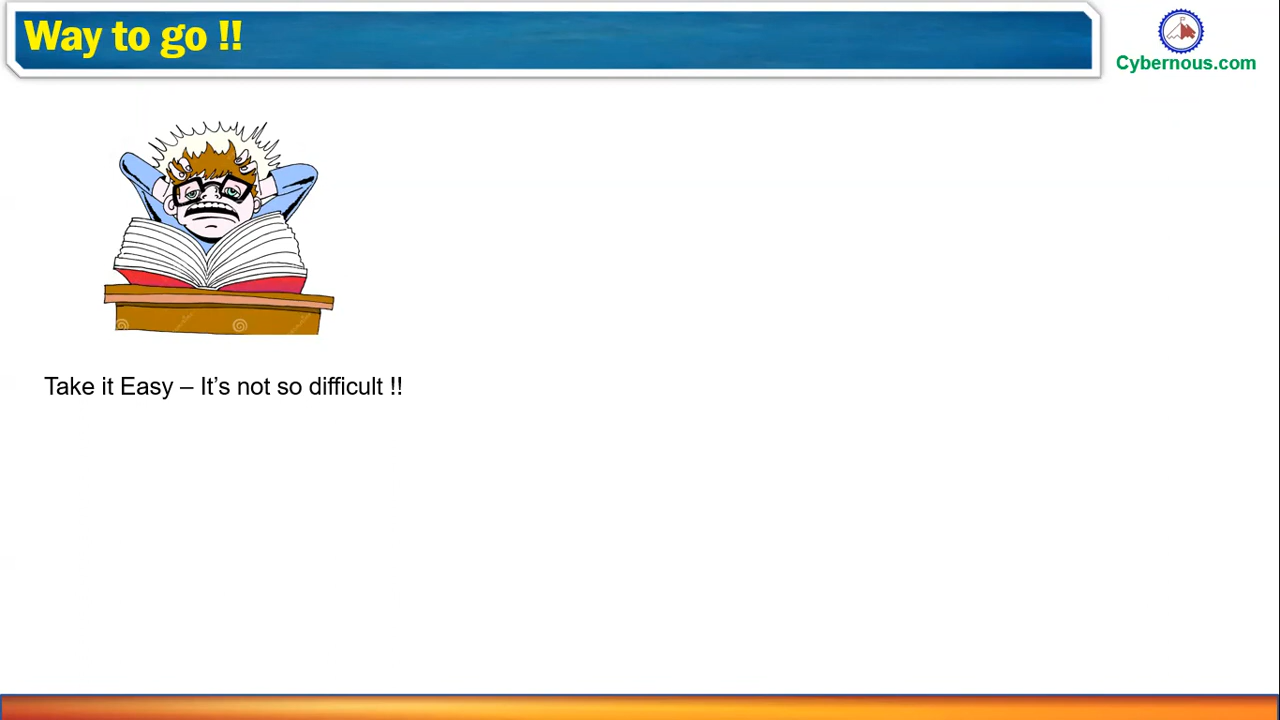 Way to go !!
Cybernous.com
Take it Easy – It’s not so difficult !!